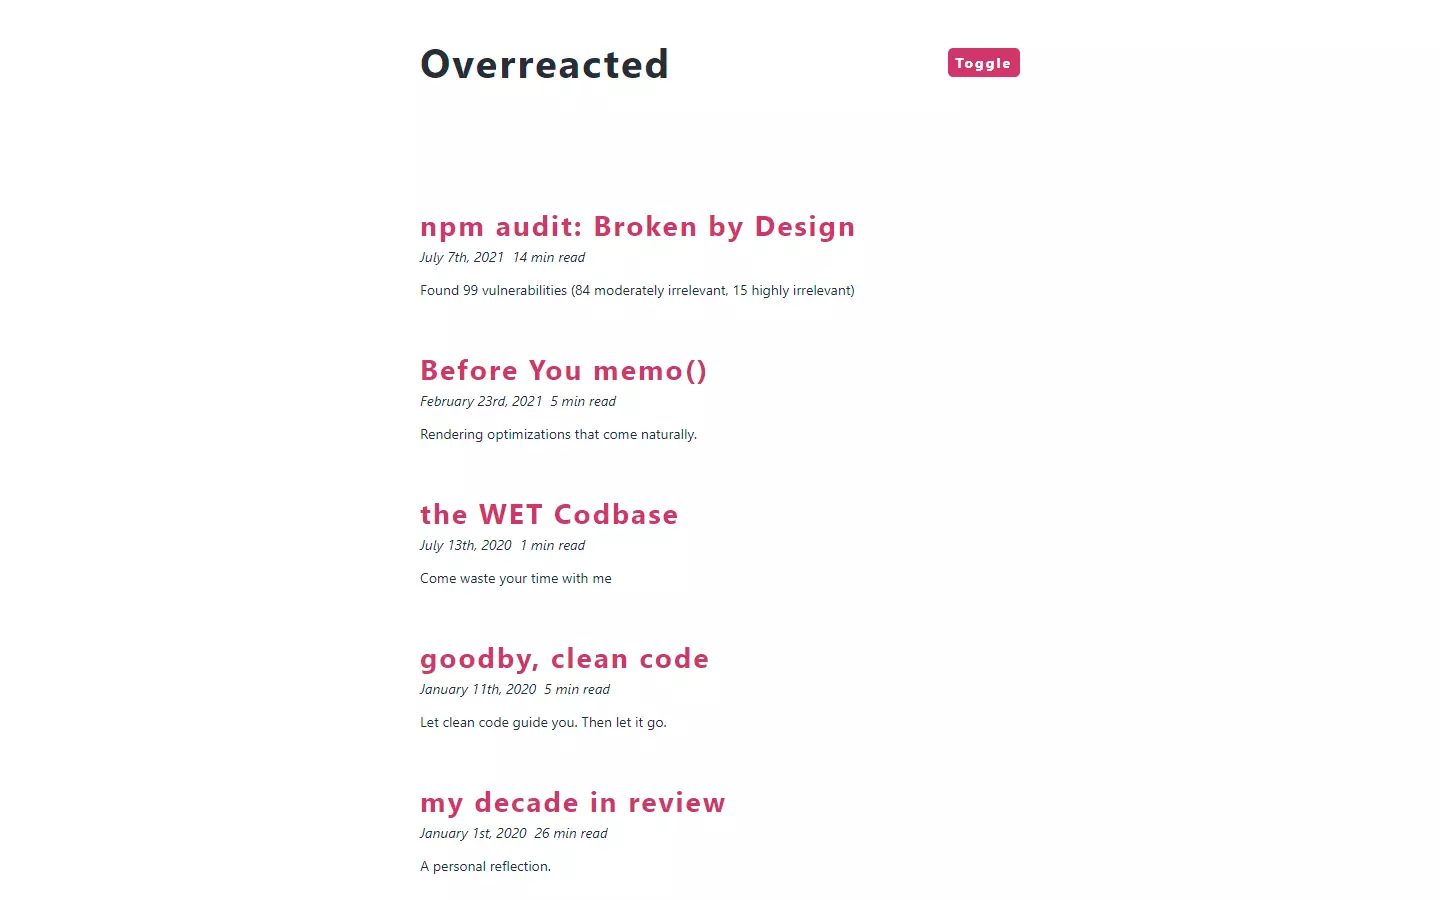 Overreacted
Toggle
npm audit: Broken by Design
July 7th, 2021 14 min read
Found 99 vulnerabilities (84 moderately irrelevant, 15 highly irrelevant)
Before You memo()
February 23rd, 2021 5 min read
Rendering optimizations that come naturally.
the WET Codbase
July 13th, 2020 1 min read
Come waste your time with me
goodby, clean code
January 11th, 2020 5 min read
Let clean code guide you. Then let it go.
my decade in review
January 1st, 2020 26 min read
A personal reflection.